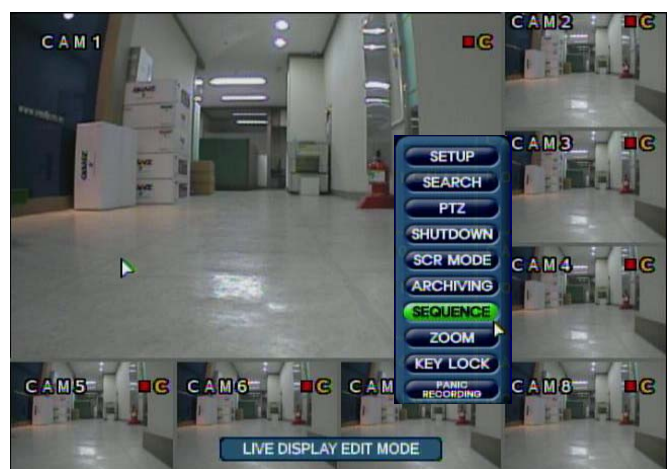 CAM1
C
CAM2
C
CAM3
C
CAM4
C
SETUP
SEARCH
PTZ
SHUTDOWN
SCR MODE
ARCHIVING
SEQUENCE
ZOOM
KEY LOCK
PANIC
RECORDING
CAM5
C
CAM6
C
CAM
CAM8
C
LIVE DISPLAY EDIT MODE